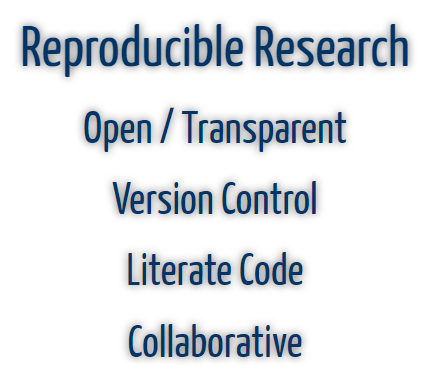 Reproducible Research
Open / Transparent
Version Control
Literate Code
Collaborative